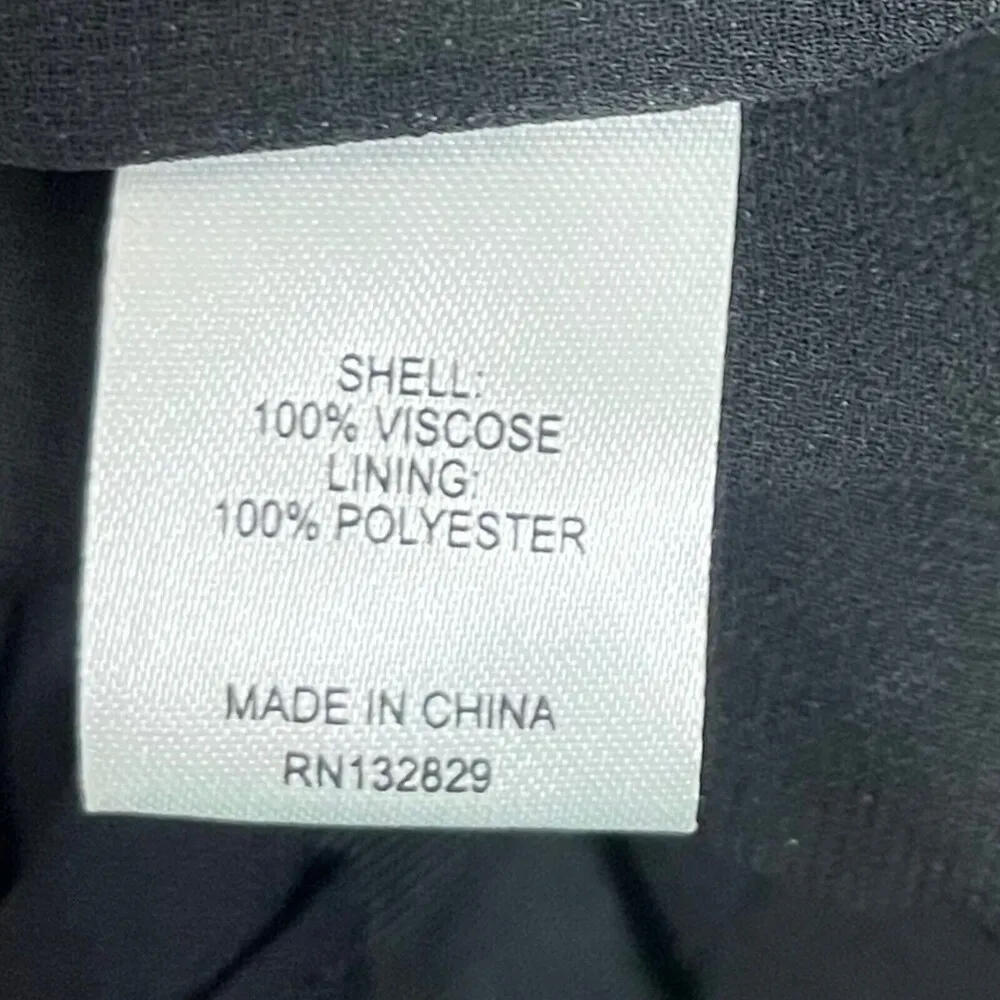 SHELL:
100% VISCOSE
LINING:
100% POLYESTER
MADE IN CHINA
RN132829